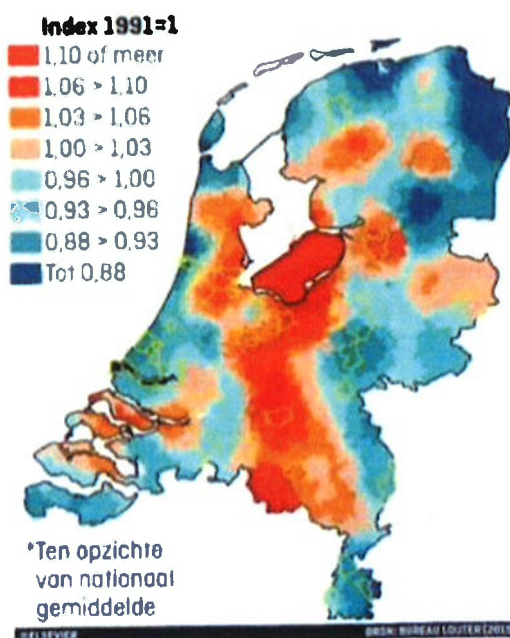 Index 1991=1
1,10 of meer
1,06 > 1,10
1,03 > 1,06
1,00 > 1,03
0,96 > 1,00
0,93 > 0,96
0,88 > 0,93
Tot 0,88
*Ten opzichte
van nationaal
gemiddelde
©ELSEVIER
BRON: BUREAU LOUTER (201